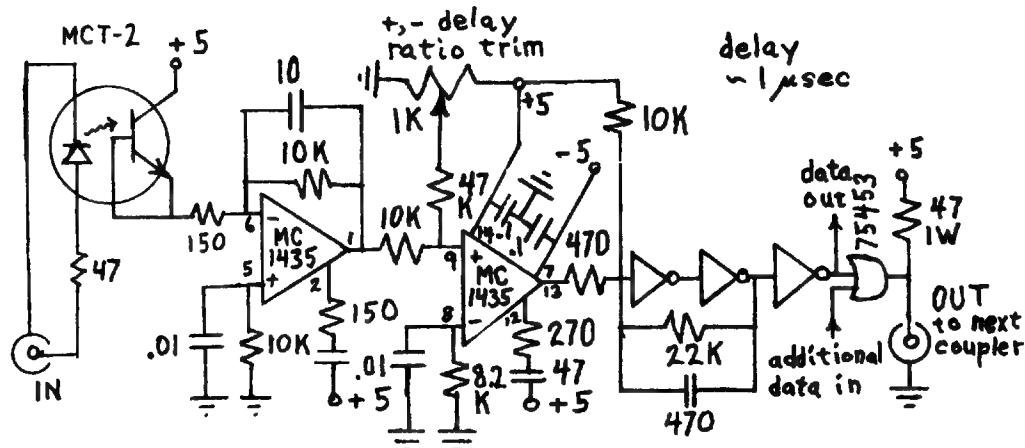 MCT-2
+5
+,- delay
ratio trim
delay
~ 1 μsec
10
10K
1K
+5
10K
-5
47
K
.1
.1
14
470
data
out
75453
+5
47
1W
150
6
-
MC
1435
1
5
+
2
10K
9
+
MC
1435
7
13
8
-
12
47
.01
10K
150
+5
.01
8.2
K
270
47
+5
22K
470
additional
data in
OUT
to next
coupler
IN